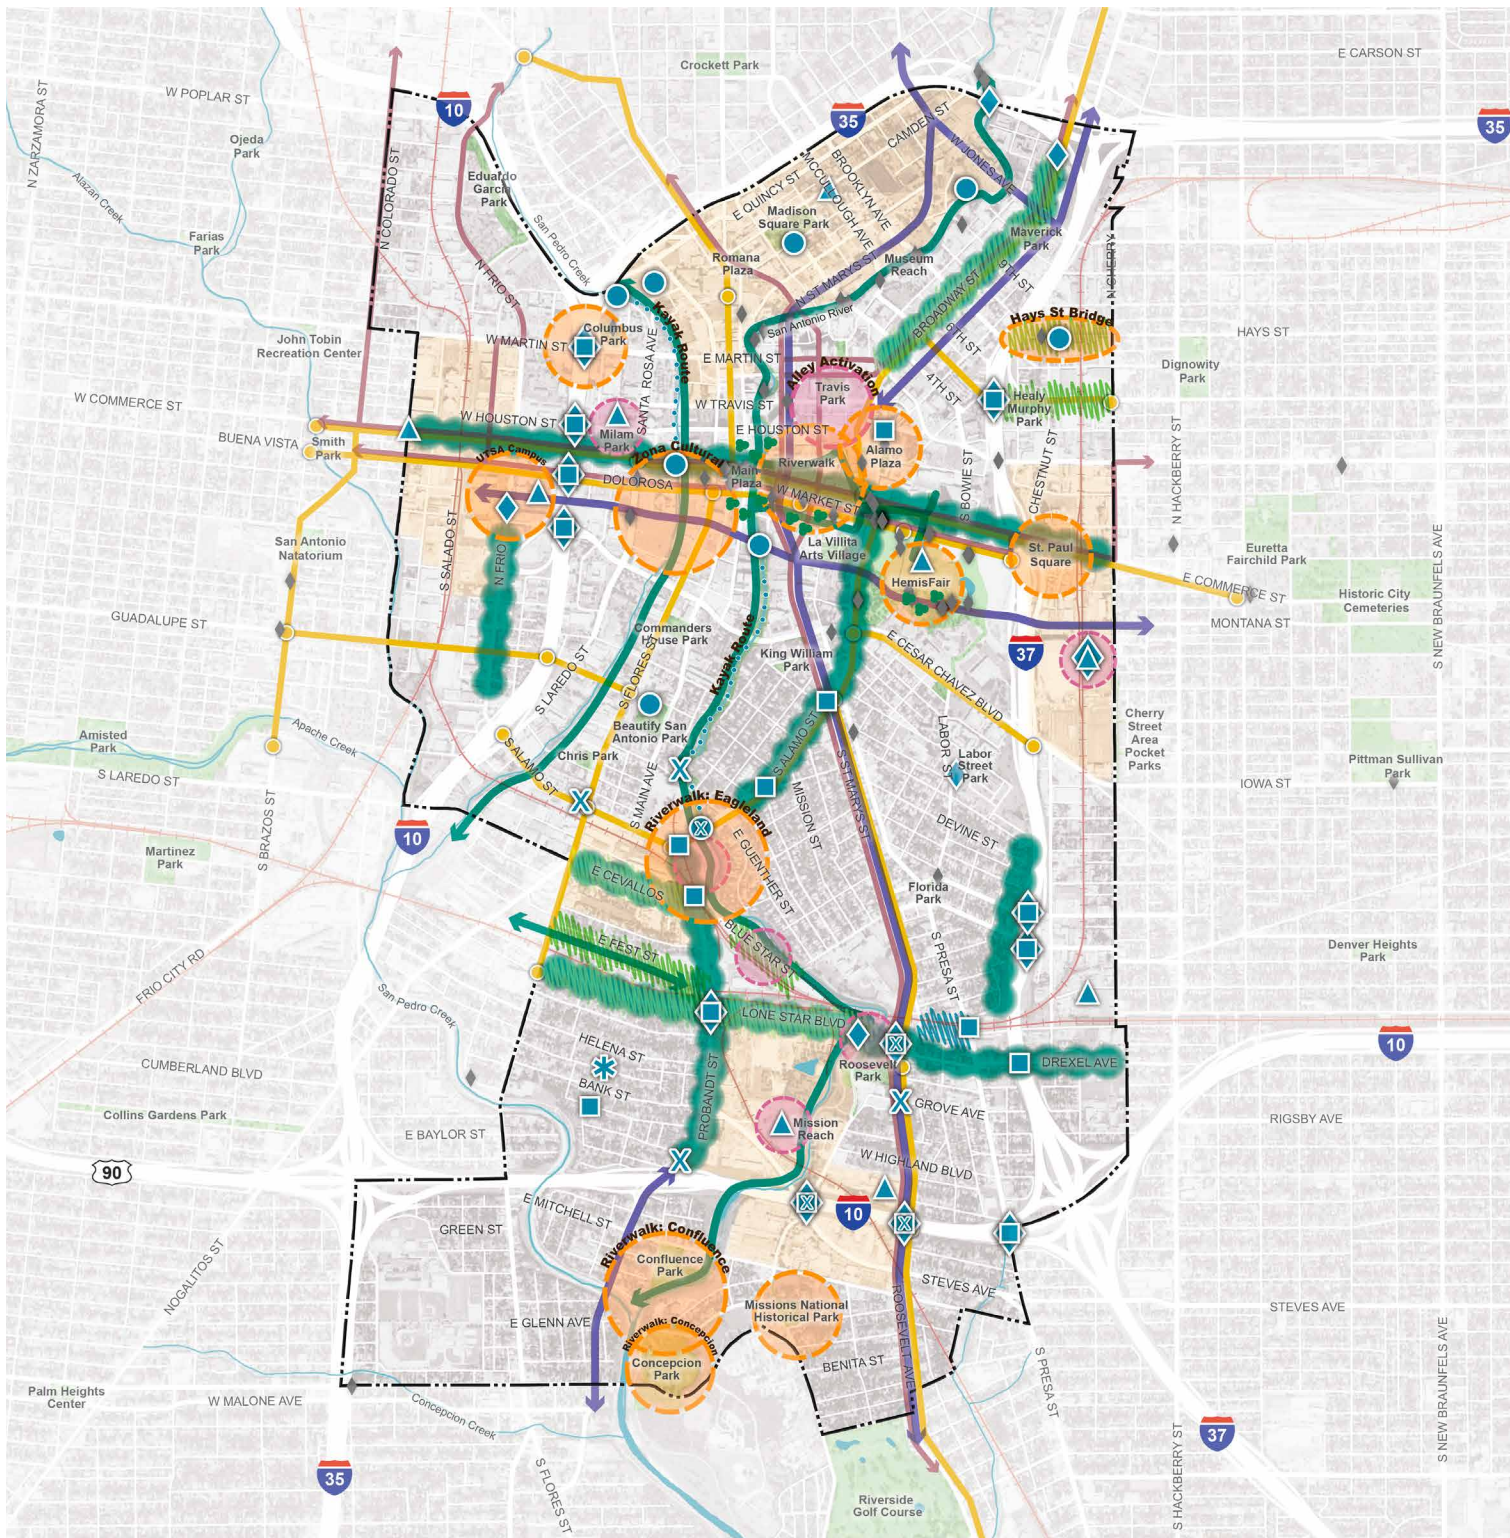 E CARSON ST
Crockett Park
W POPLAR ST
10
35
35
N ZARZAMORA ST
Ojeda
Park
CAMDEN ST
W JONES AVE
BROOKLYN AVE
MCCULLOUGH AVE
E QUINCY ST
N COLORADO ST
Eduardo
Garcia
Park
Alazan Creek
San Pedro Creek
Madison
Square Park
Farias
Park
Maverick
Park
Romana
Plaza
Museum
Reach
N ST MARYS ST
N FRIO ST
9TH ST
N CHERRY
BROADWAY ST
San Antonio River
Kayak Route
6TH ST
Hays St Bridge
HAYS ST
Columbus
Park
W MARTIN ST
SANTA ROSA AVE
E MARTIN ST
John Tobin
Recreation Center
Alley Activation
Travis
Park
4TH ST
Dignowity
Park
W COMMERCE ST
W TRAVIS ST
Healy
Murphy
Park
W HOUSTON ST
Milam
Park
E HOUSTON ST
BUENA VISTA
Smith
Park
UTSA Campus
Zona Cultural
Main
Plaza
Riverwalk
Alamo
Plaza
CHESTNUT ST
S BOWIE ST
N HACKBERRY ST
DOLOROSA
W MARKET ST
La Villita
Arts Village
St. Paul
Square
San Antonio
Natatorium
S SALADO ST
N FRIO
HemisFair
Euretta
Fairchild Park
E COMMERCE ST
Historic City
Cemeteries
S NEW BRAUNFELS AVE
GUADALUPE ST
MONTANA ST
Commanders
House Park
King William
Park
E CESAR CHAVEZ BLVD
37
S LAREDO ST
S FLORES ST
Kayak Route
Beautify San
Antonio Park
Amisted
Park
Apache Creek
S ALAMO ST
Chris Park
S ALAMO ST
LABOR ST
Labor
Street
Park
Cherry
Street
Area
Pocket
Parks
Pittman Sullivan
Park
S LAREDO ST
IOWA ST
S MAIN AVE
MISSION ST
S ST MARYS ST
S BRAZOS ST
10
Riverwalk: Eagleland
DEVINE ST
Martinez
Park
E GUENTHER ST
E CEVALLOS
Florida
Park
BLUE STAR ST
E FEST ST
S PRESA ST
Denver Heights
Park
FRIO CITY RD
San Pedro Creek
LONE STAR BLVD
HELENA ST
10
CUMBERLAND BLVD
Roosevelt
Park
DREXEL AVE
BANK ST
PROBANDT ST
Collins Gardens Park
GROVE AVE
RIGSBY AVE
E BAYLOR ST
Mission
Reach
90
W HIGHLAND BLVD
E MITCHELL ST
10
GREEN ST
Riverwalk: Confluence
Confluence
Park
NOGALITOS ST
STEVES AVE
Missions National
Historical Park
STEVES AVE
E GLENN AVE
Riverwalk: Concepcion
Concepcion
Park
ROOSEVELT AVE
BENITA ST
S PRESA ST
Palm Heights
Center
W MALONE AVE
Concepcion Creek
S NEW BRAUNFELS AVE
37
35
S FLORES ST
S HACKBERRY ST
Riverside
Golf Course